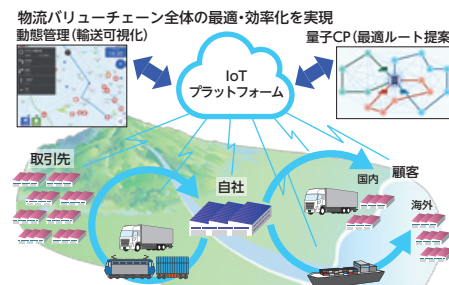 物流バリューチェーン全体の最適・効率化を実現
動態管理(輸送可視化)
量子CP(最適ルート提案
IoT
プラットフォーム
取引先
自社
国内
顧客
海外